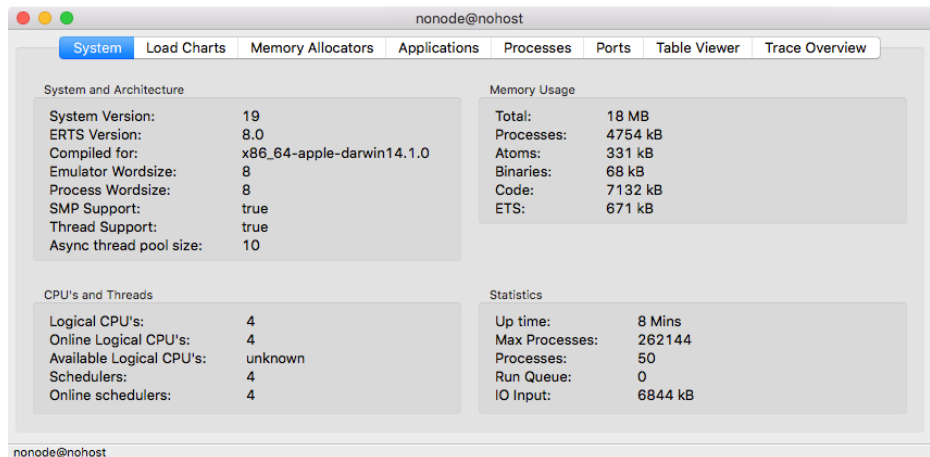 nonode@nohost
System Load Charts Memory Allocators Applications Processes Ports Table Viewer Trace Overview
System and Architecture
System Version: 19
ERTS Version: 8.0
Compiled for: x86_64-apple-darwin14.1.0
Emulator Wordsize: 8
Process Wordsize: 8
SMP Support: true
Thread Support: true
Async thread pool size: 10
Memory Usage
Total: 18 MB
Processes: 4754 kB
Atoms: 331 kB
Binaries: 68 kB
Code: 7132 kB
ETS: 671 kB
CPU's and Threads
Logical CPU's: 4
Online Logical CPU's: 4
Available Logical CPU's: unknown
Schedulers: 4
Online schedulers: 4
Statistics
Up time: 8 Mins
Max Processes: 262144
Processes: 50
Run Queue: 0
IO Input: 6844 kB
nonode@nohost